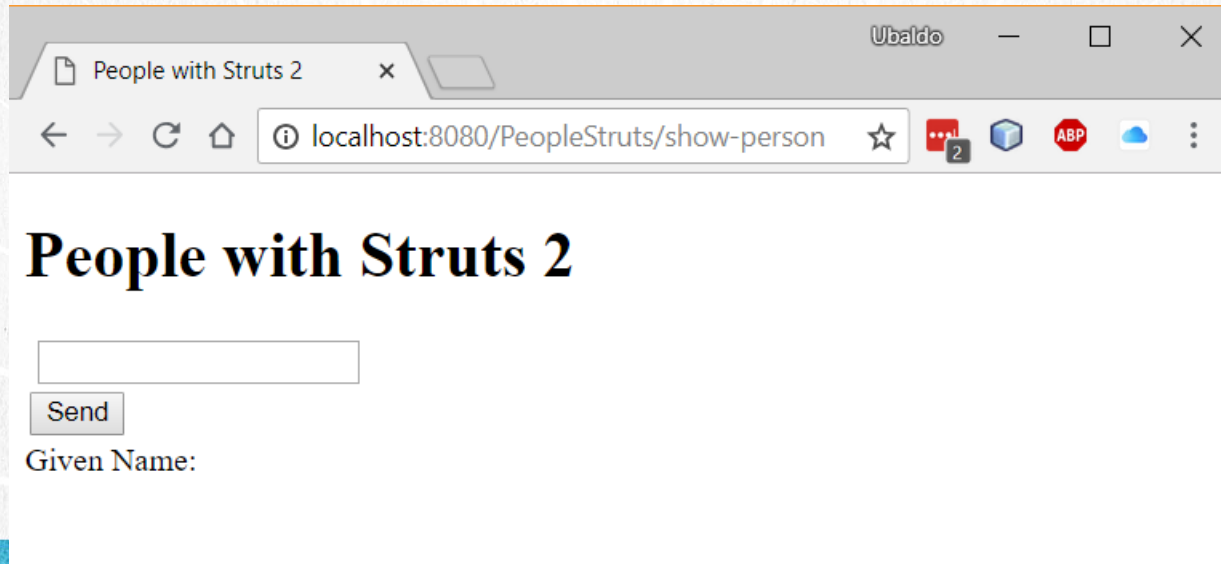 Ubaldo
People with Struts 2
localhost:8080/PeopleStruts/show-person
2
ABP
People with Struts 2
Send
Given Name: